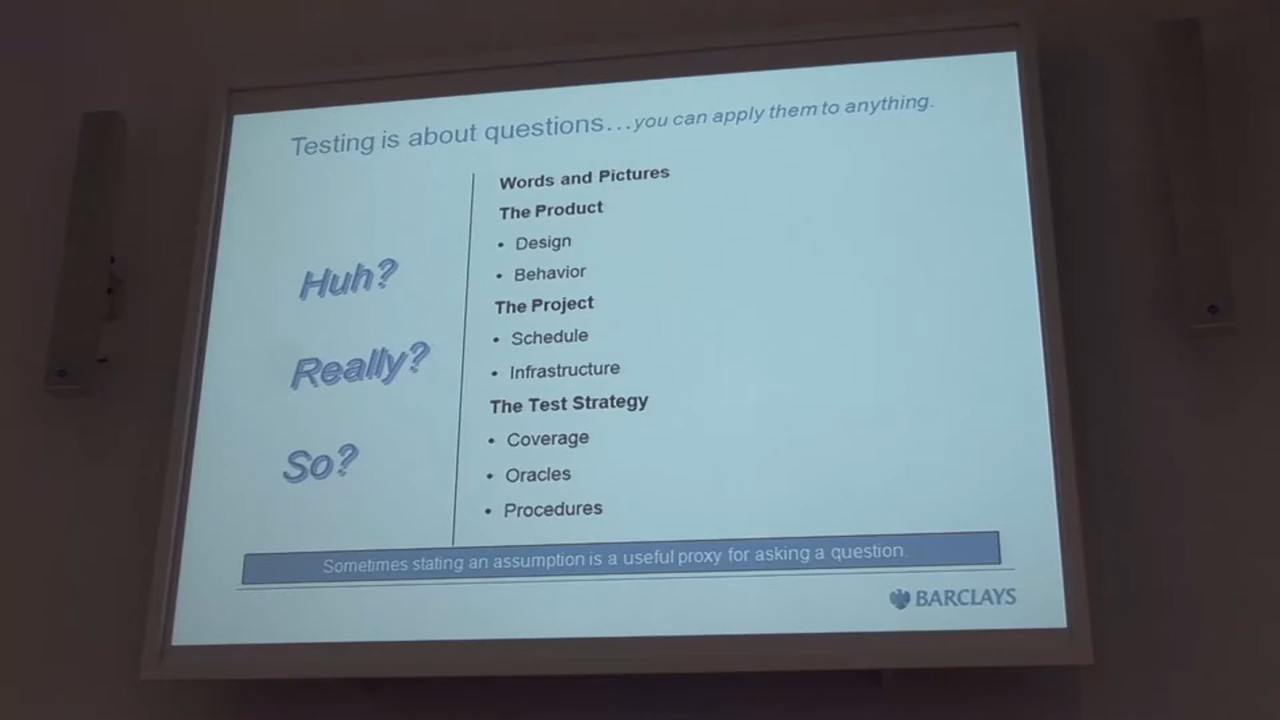 Testing is about questions…you can apply them to anything.
Huh?
Really?
So?
Words and Pictures
The Product
• Design
• Behavior
The Project
• Schedule
• Infrastructure
The Test Strategy
• Coverage
• Oracles
• Procedures
Sometimes stating an assumption is a useful proxy for asking a question.
BARCLAYS